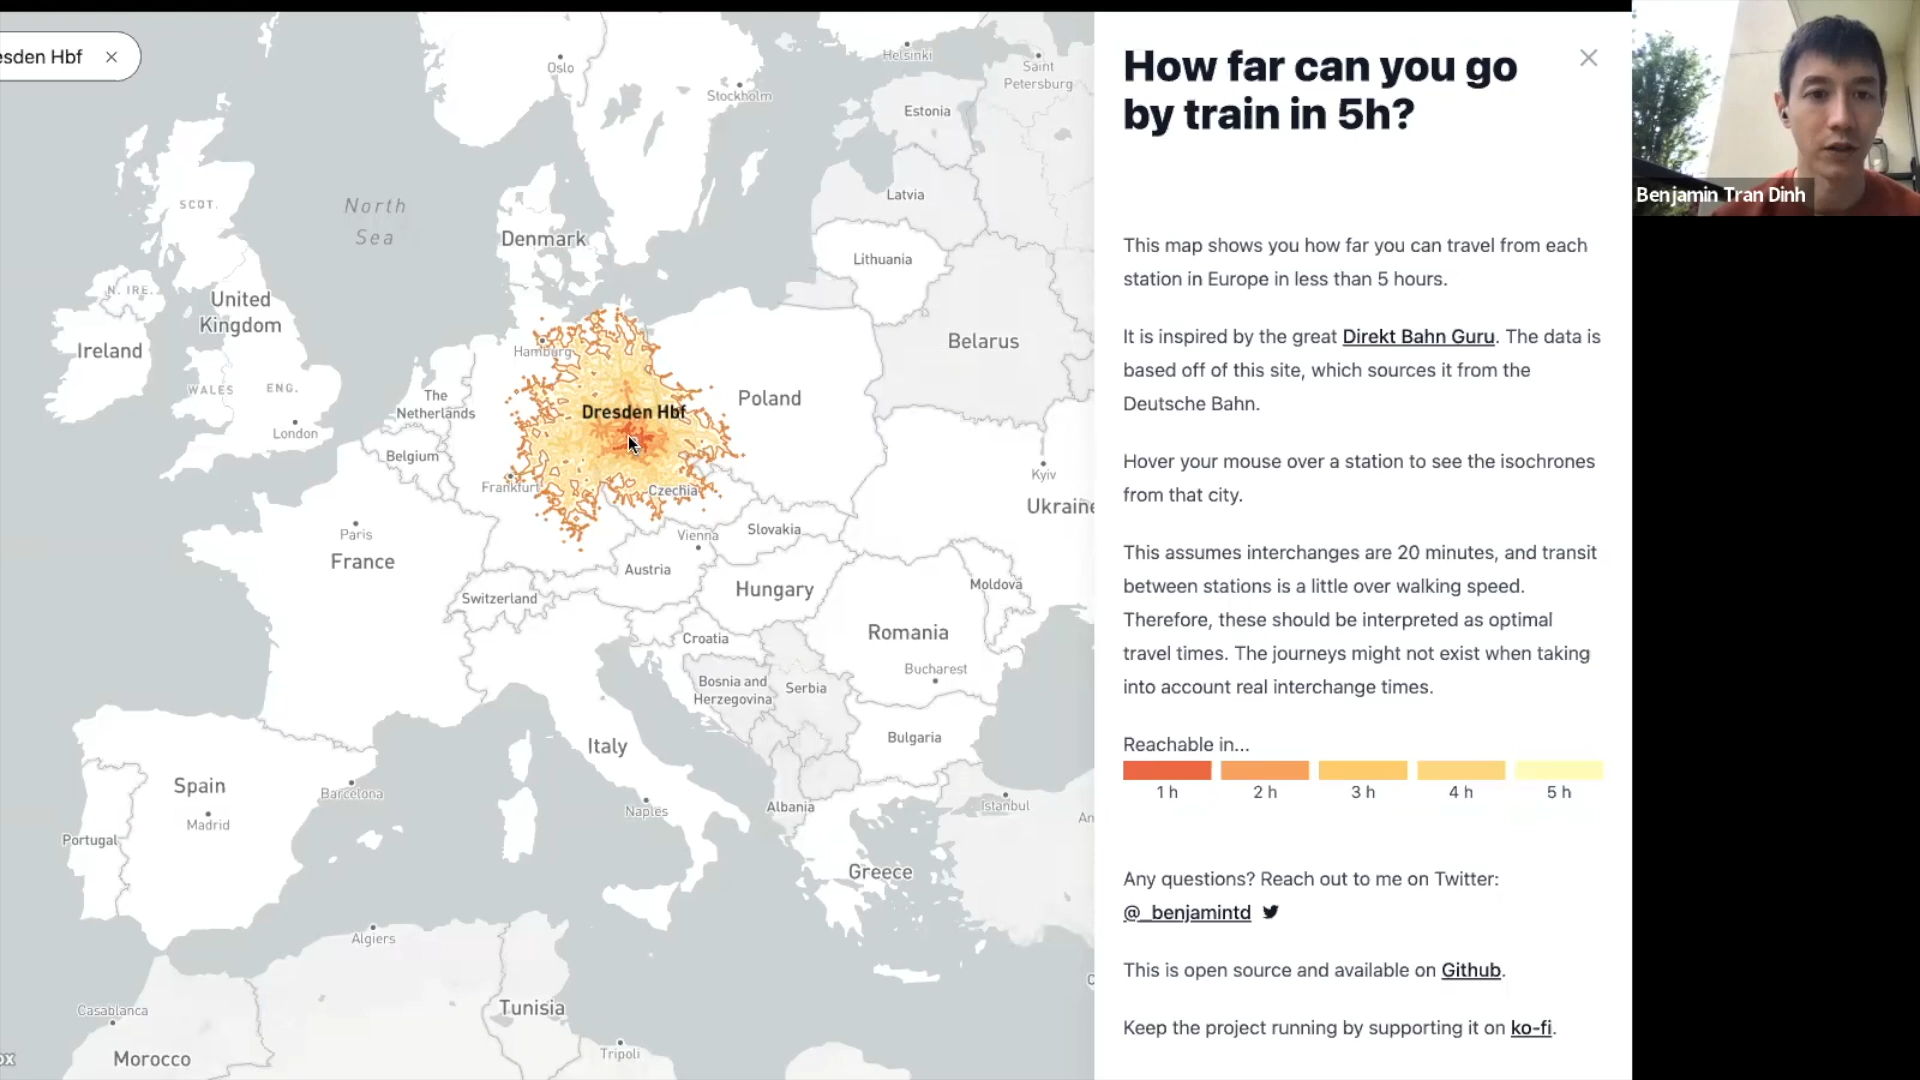 esden Hbf
How far can you go
by train in 5h?
This map shows you how far you can travel from each
station in Europe in less than 5 hours.
It is inspired by the great Direkt Bahn Guru. The data is
based off of this site, which sources it from the
Deutsche Bahn.
Hover your mouse over a station to see the isochrones
from that city.
This assumes interchanges are 20 minutes, and transit
between stations is a little over walking speed.
Therefore, these should be interpreted as optimal
travel times. The journeys might not exist when taking
into account real interchange times.
Reachable in...
1 h 2 h 3 h 4 h 5 h
Any questions? Reach out to me on Twitter:
@_benjamintd
This is open source and available on Github.
Keep the project running by supporting it on ko-fi.
Benjamin Tran Dinh
Oslo
Stockholm
Helsinki
Saint
Petersburg
Estonia
Latvia
Lithuania
Belarus
SCOT.
North
Sea
Denmark
N. IRE.
United
Kingdom
Ireland
WALES
ENG.
London
The
Netherlands
Belgium
Hamburg
Dresden Hbf
Poland
Frankfurt
Czechia
Kyiv
Ukraine
Paris
France
Vienna
Slovakia
Austria
Switzerland
Hungary
Moldova
Croatia
Romania
Bucharest
Bosnia and
Herzegovina
Serbia
Bulgaria
Italy
Naples
Albania
Istanbul
An
Greece
Spain
Madrid
Barcelona
Portugal
Algiers
Tunisia
Casablanca
Morocco
Tripoli
ox
C